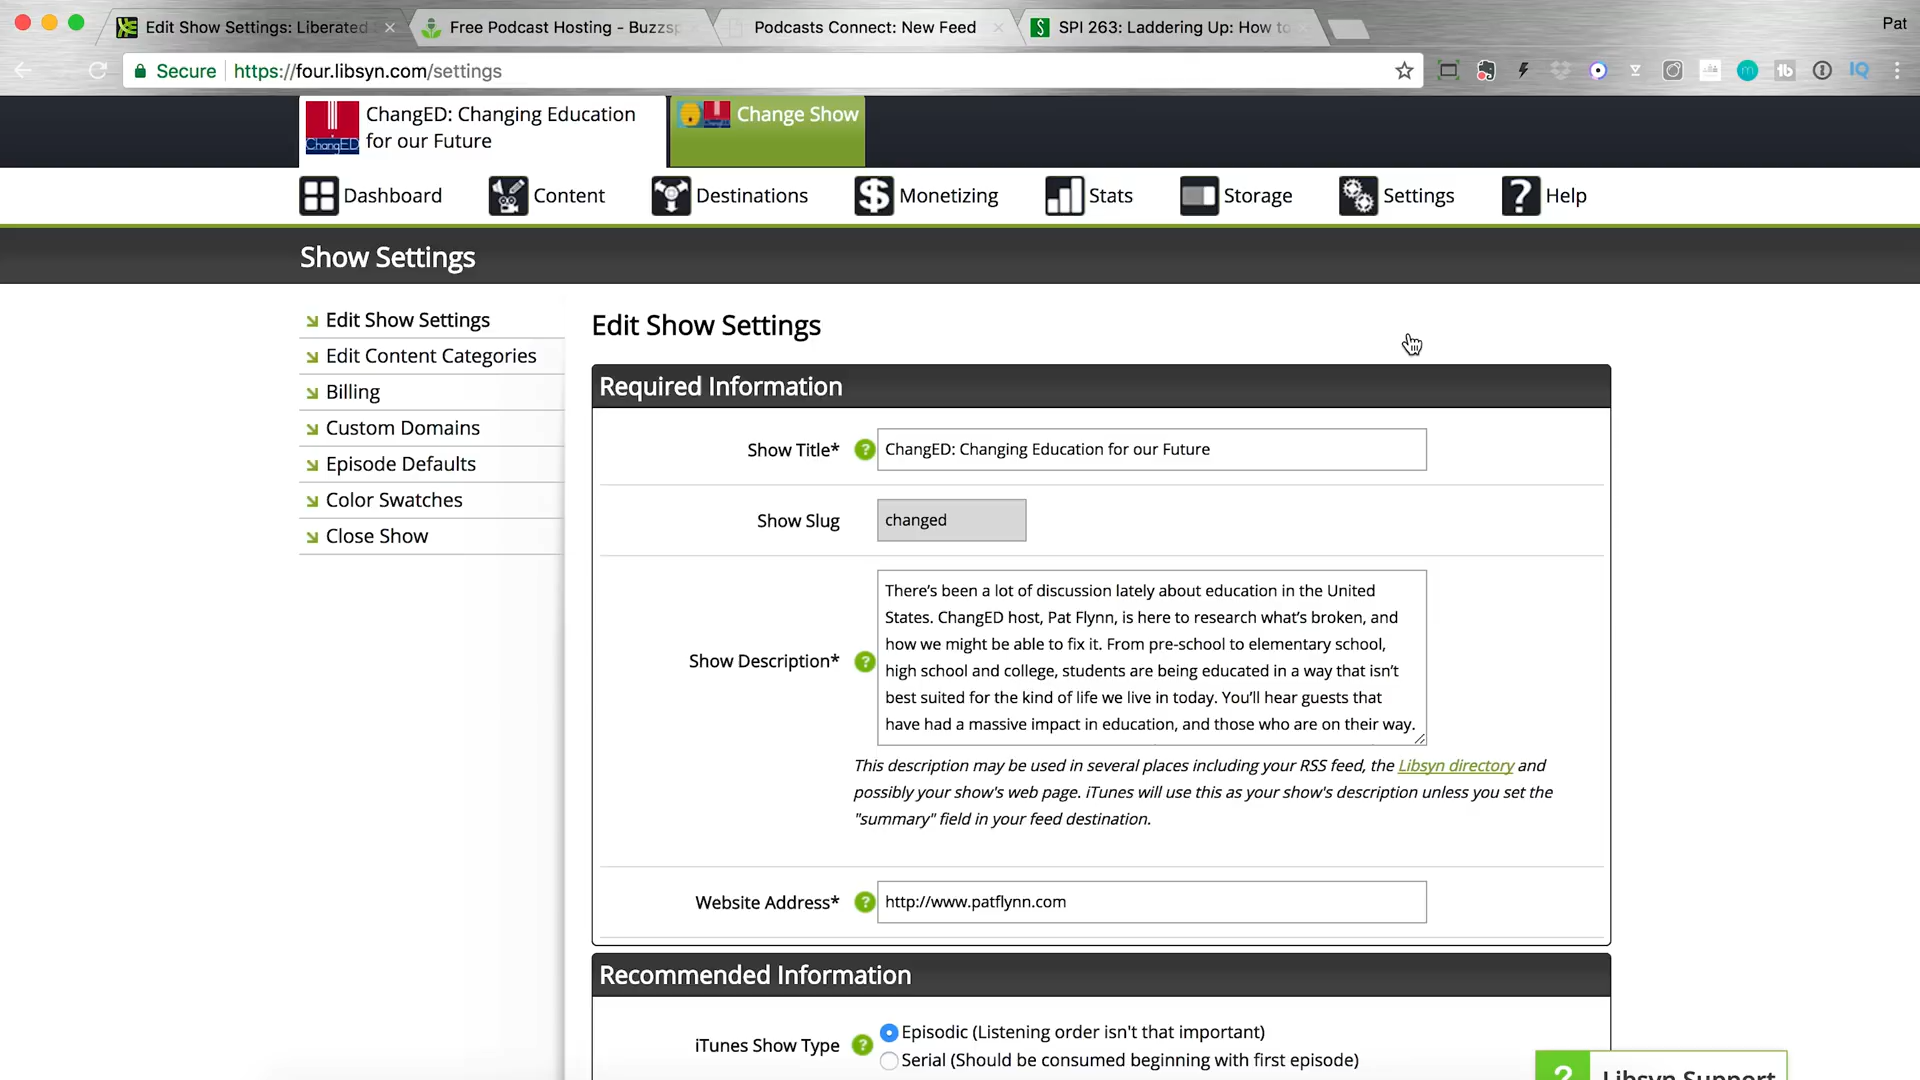 Edit Show Settings: Liberated
Free Podcast Hosting - Buzzsp
Podcasts Connect: New Feed
SPI 263: Laddering Up: How to
Pat
Secure
https://four.libsyn.com/settings
ChangED: Changing Education
for our Future
ChangED
Change Show
Dashboard
Content
Destinations
Monetizing
Stats
Storage
Settings
Help
Show Settings
Edit Show Settings
Edit Content Categories
Billing
Custom Domains
Episode Defaults
Color Swatches
Close Show
Edit Show Settings
Required Information
Show Title*
ChangED: Changing Education for our Future
Show Slug
changed
Show Description*
There’s been a lot of discussion lately about education in the United
States. ChangED host, Pat Flynn, is here to research what’s broken, and
how we might be able to fix it. From pre-school to elementary school,
high school and college, students are being educated in a way that isn’t
best suited for the kind of life we live in today. You’ll hear guests that
have had a massive impact in education, and those who are on their way.
This description may be used in several places including your RSS feed, the Libsyn directory and
possibly your show's web page. iTunes will use this as your show's description unless you set the
"summary" field in your feed destination.
Website Address*
http://www.patflynn.com
Recommended Information
iTunes Show Type
Episodic (Listening order isn't that important)
Serial (Should be consumed beginning with first episode)
Libsyn Support